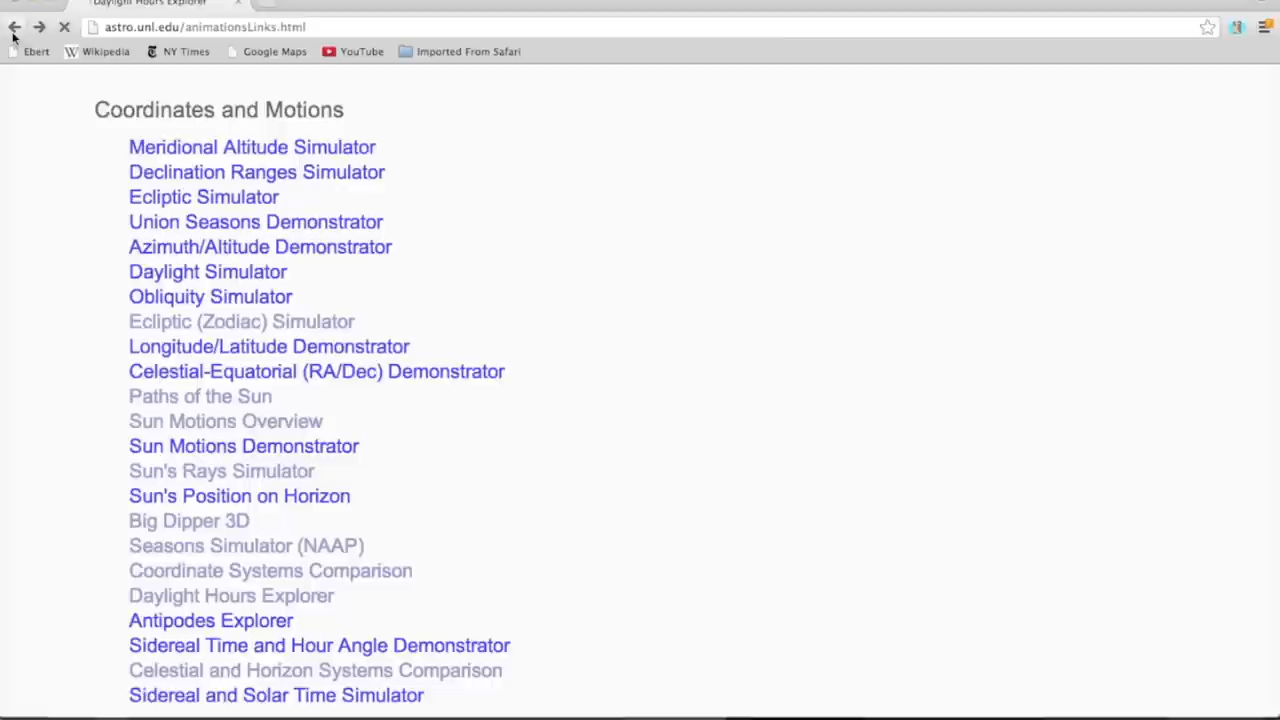 Daylight Hours Explorer
astro.unl.edu/animationsLinks.html
Ebert Wikipedia NY Times Google Maps YouTube Imported From Safari
Coordinates and Motions
Meridional Altitude Simulator
Declination Ranges Simulator
Ecliptic Simulator
Union Seasons Demonstrator
Azimuth/Altitude Demonstrator
Daylight Simulator
Obliquity Simulator
Ecliptic (Zodiac) Simulator
Longitude/Latitude Demonstrator
Celestial-Equatorial (RA/Dec) Demonstrator
Paths of the Sun
Sun Motions Overview
Sun Motions Demonstrator
Sun's Rays Simulator
Sun's Position on Horizon
Big Dipper 3D
Seasons Simulator (NAAP)
Coordinate Systems Comparison
Daylight Hours Explorer
Antipodes Explorer
Sidereal Time and Hour Angle Demonstrator
Celestial and Horizon Systems Comparison
Sidereal and Solar Time Simulator